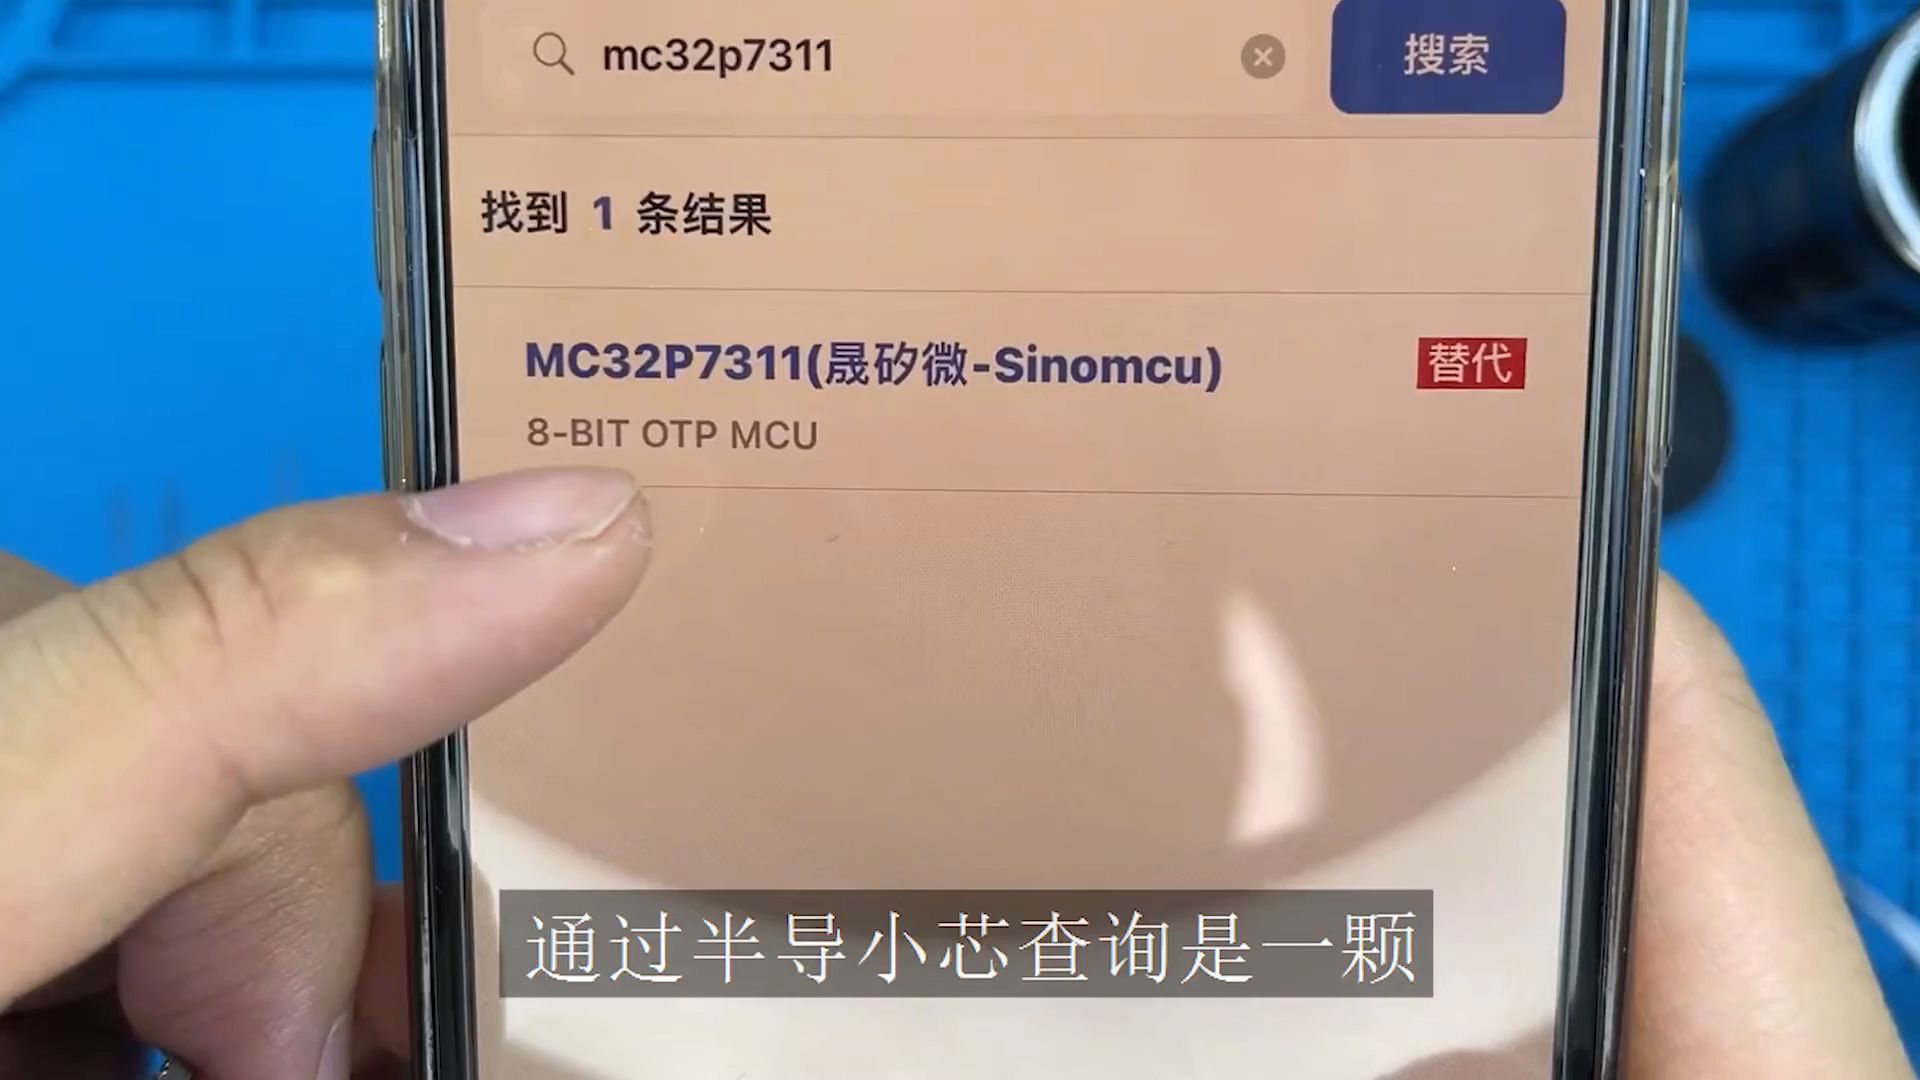 mc32p7311
搜索
找到 1 条结果
MC32P7311(晟矽微-Sinomcu)
替代
8-BIT OTP MCU
通过半导小芯查询是一颗